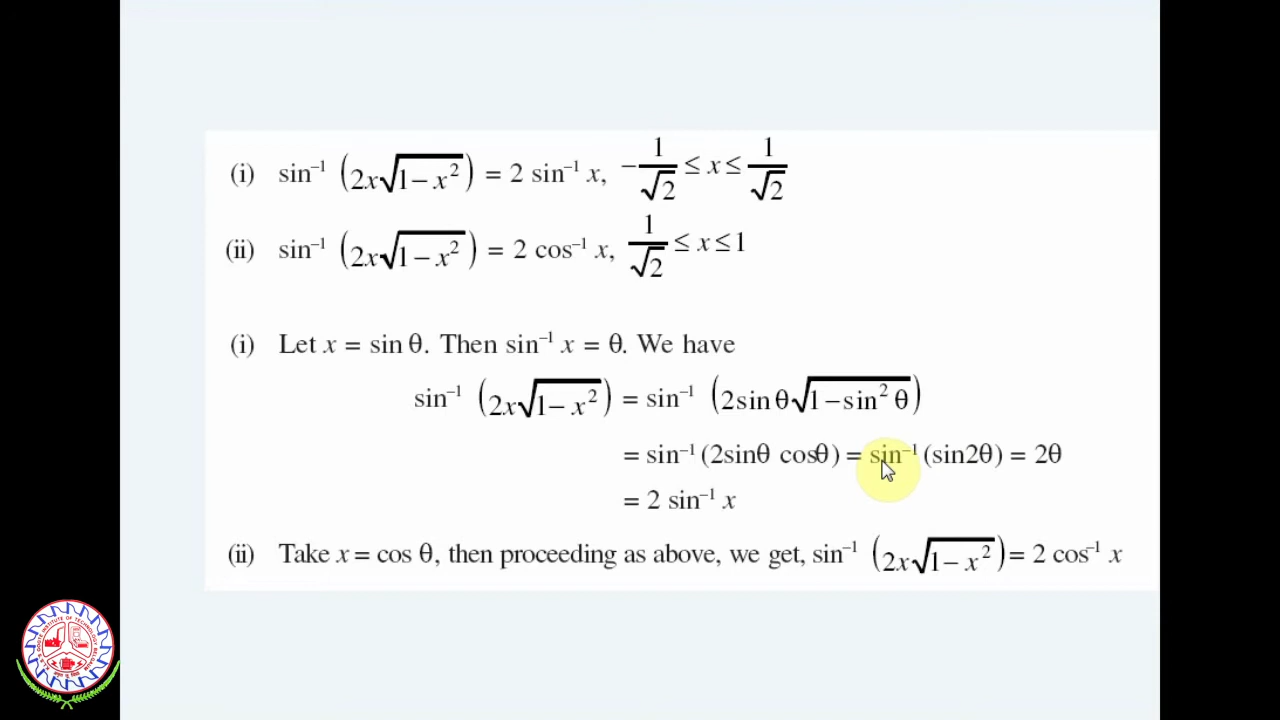 (i) sin⁻¹ (2x√(1−x²)) = 2 sin⁻¹ x, −1/√2 ≤ x ≤ 1/√2
(ii) sin⁻¹ (2x√(1−x²)) = 2 cos⁻¹ x, 1/√2 ≤ x ≤ 1
(i) Let x = sin θ. Then sin⁻¹ x = θ. We have
sin⁻¹ (2x√(1−x²)) = sin⁻¹ (2sin θ√(1−sin² θ))
= sin⁻¹ (2sinθ cosθ) = sin⁻¹ (sin2θ) = 2θ
= 2 sin⁻¹ x
(ii) Take x = cos θ, then proceeding as above, we get, sin⁻¹ (2x√(1−x²)) = 2 cos⁻¹ x